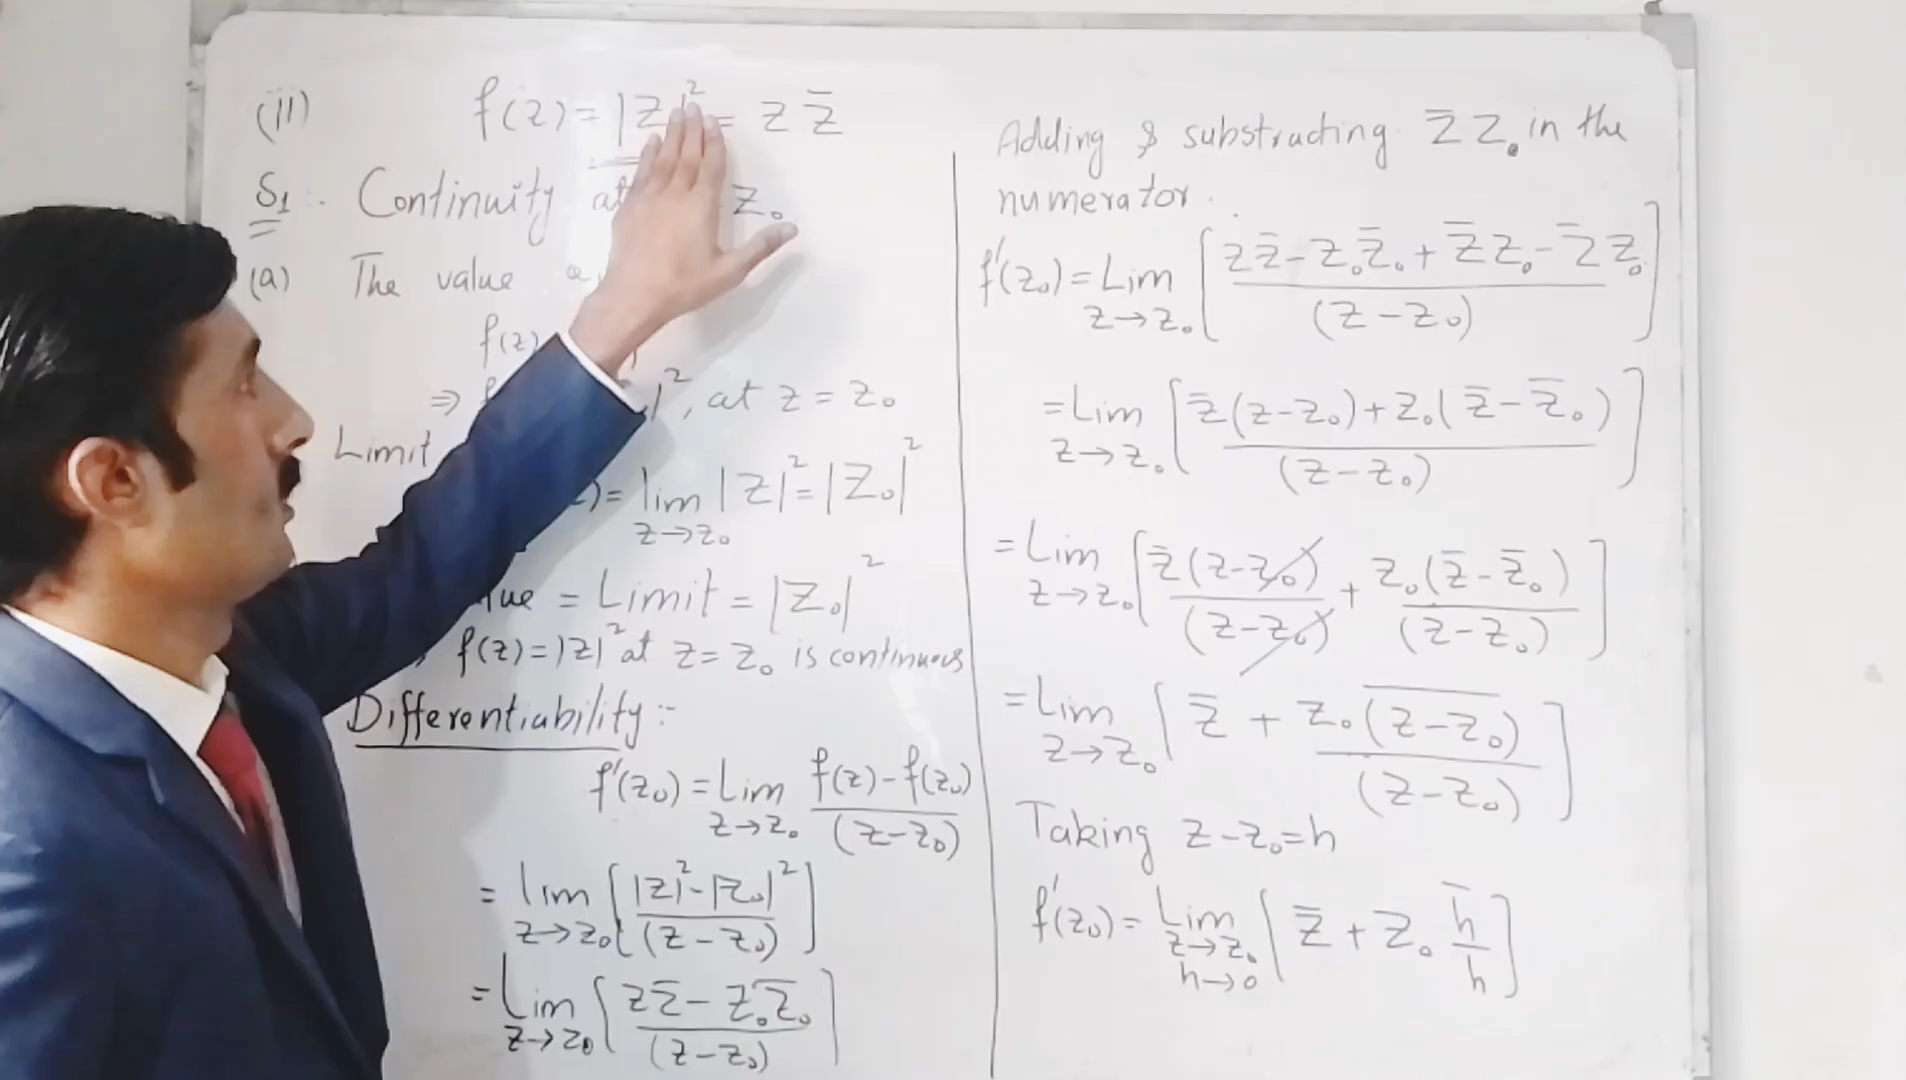 (ii) f(z) = |z|² = z z̄
S1:. Continuity at z₀
(a) The value
f(z)
⇒ |², at z = z₀
Limit
= lim z→z₀ |z|² = |z₀|²
= Limit = |z₀|²
f(z) = |z|² at z = z₀ is continuous
Differentiability :-
f'(z₀) = Lim z→z₀ f(z) - f(z₀) / (z - z₀)
= lim z→z₀ [ |z|² - |z₀|² / (z - z₀) ]
= Lim z→z₀ [ z z̄ - z₀ z̄₀ / (z - z₀) ]
Adding & substructing z̄ z₀ in the
numerator.
f'(z₀) = Lim z→z₀ [ z z̄ - z₀ z̄₀ + z̄ z₀ - z̄ z₀ / (z - z₀) ]
= Lim z→z₀ [ z̄(z - z₀) + z₀(z̄ - z̄₀) / (z - z₀) ]
= Lim z→z₀ [ z̄(z - z₀) / (z - z₀) + z₀(z̄ - z̄₀) / (z - z₀) ]
= Lim z→z₀ [ z̄ + z₀ \overline{(z - z₀)} / (z - z₀) ]
Taking z - z₀ = h
f'(z₀) = Lim z→z₀ h→0 [ z̄ + z₀ h̄ / h ]